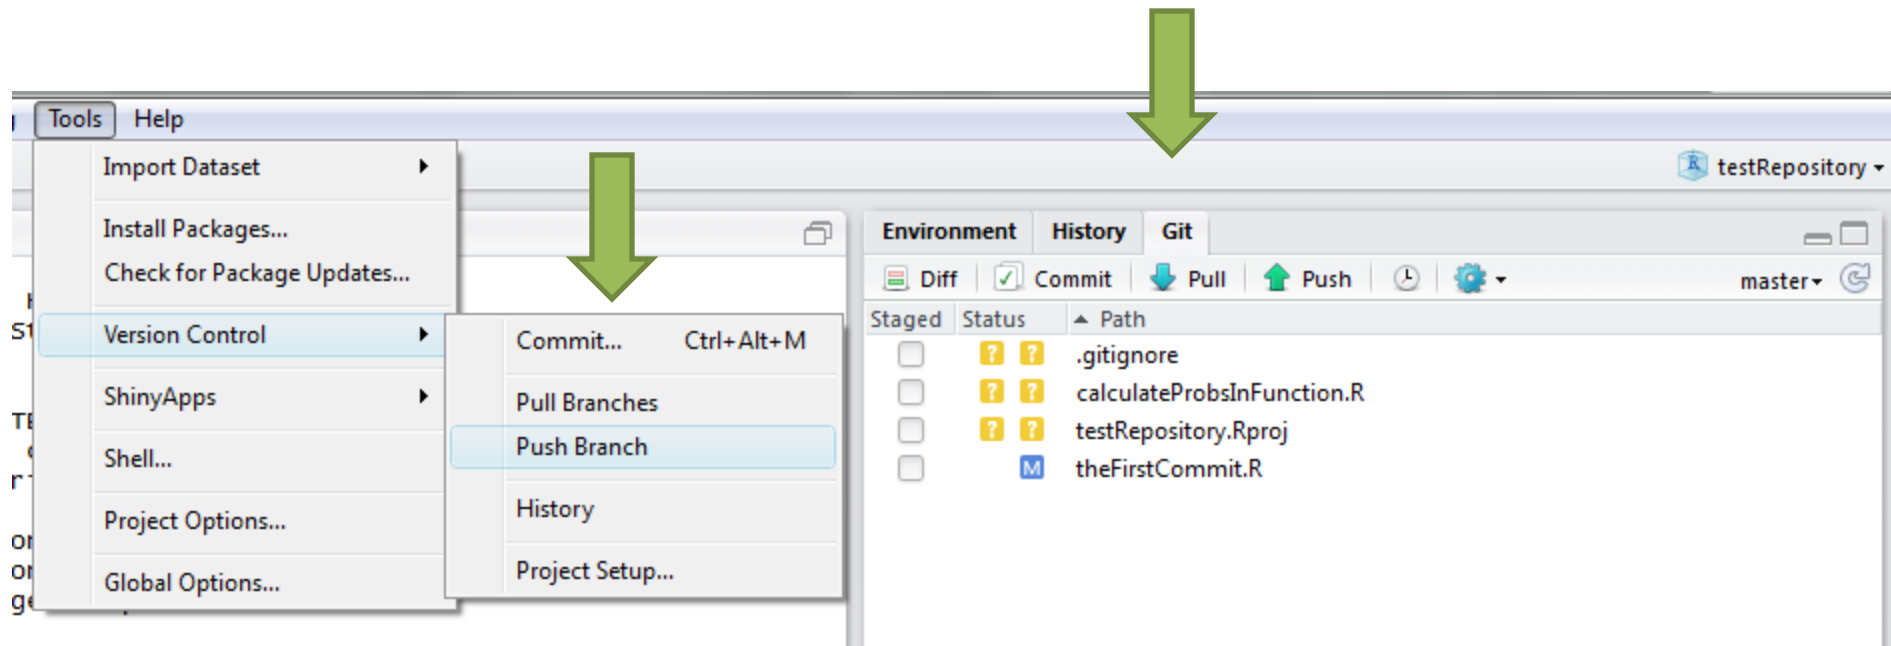 Tools Help
testRepository
Import Dataset
Install Packages...
Check for Package Updates...
Version Control
ShinyApps
Shell...
Project Options...
Global Options...
Commit... Ctrl+Alt+M
Pull Branches
Push Branch
History
Project Setup...
Environment History Git
Diff Commit Pull Push master
Staged Status Path
? ? .gitignore
? ? calculateProbsInFunction.R
? ? testRepository.Rproj
M theFirstCommit.R